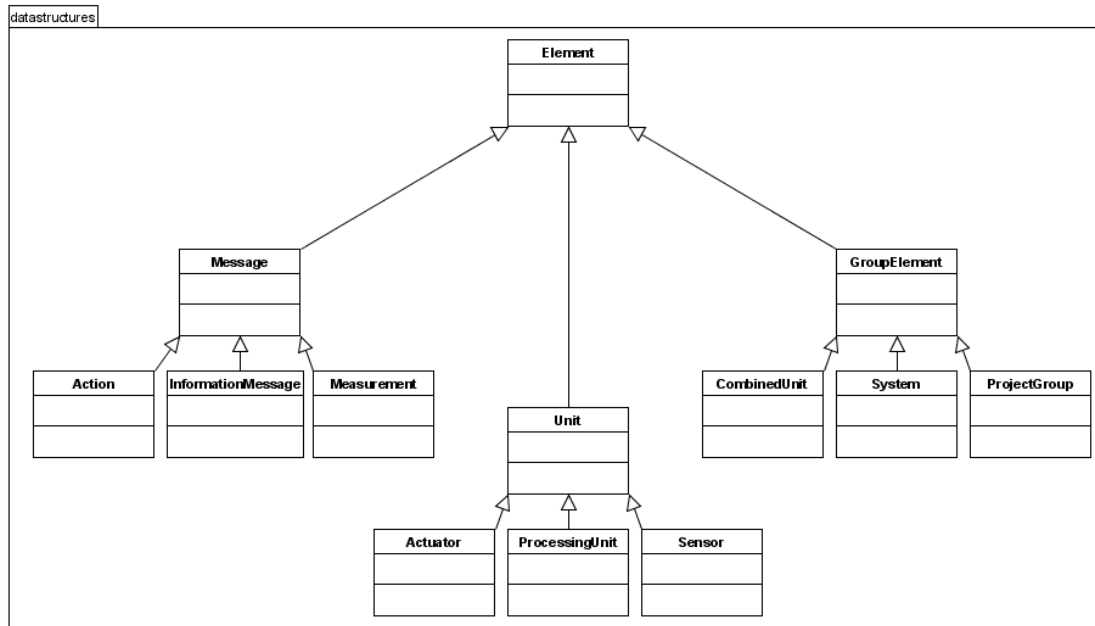 datastructures
Element
Message
GroupElement
Action
InformationMessage
Measurement
CombinedUnit
System
ProjectGroup
Unit
Actuator
ProcessingUnit
Sensor